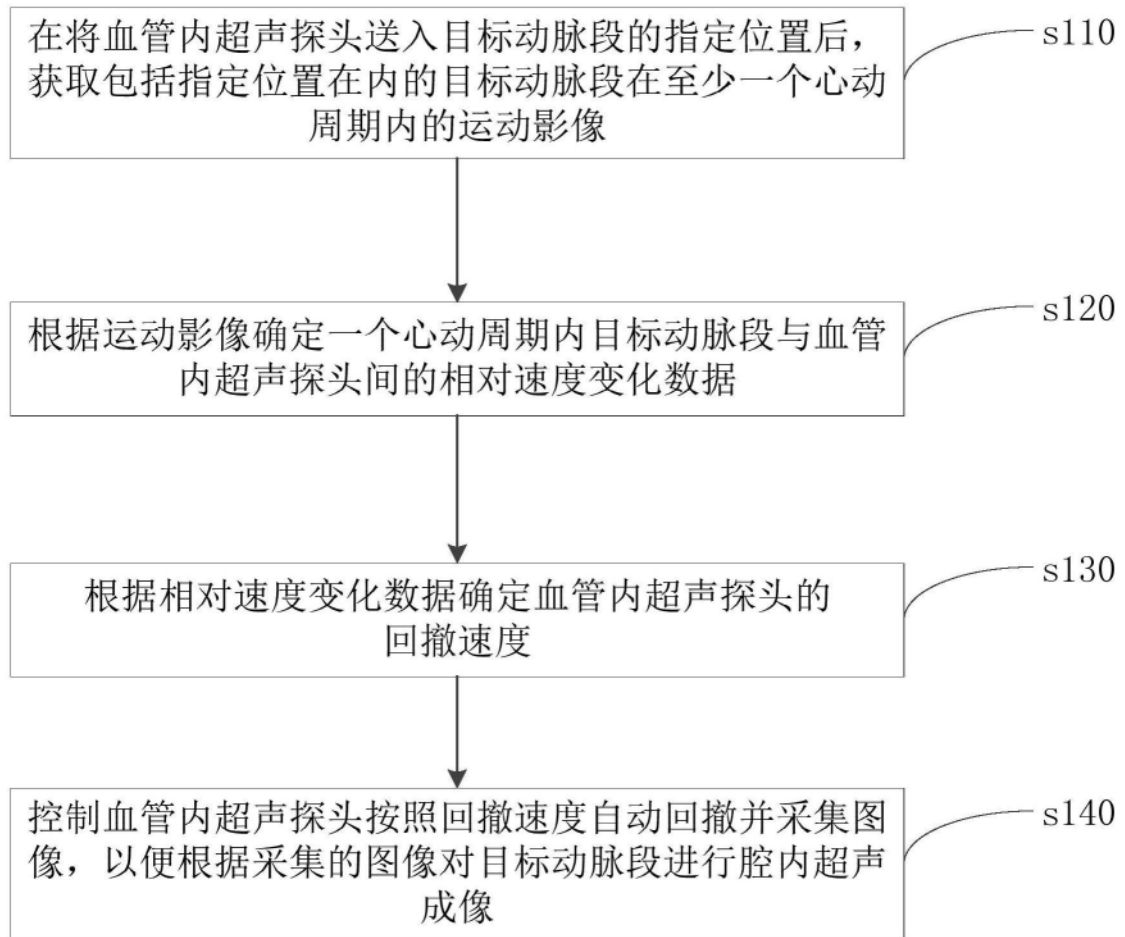 在将血管内超声探头送入目标动脉段的指定位置后，
获取包括指定位置在内的目标动脉段在至少一个心动
周期内的运动影像
s110
根据运动影像确定一个心动周期内目标动脉段与血管
内超声探头间的相对速度变化数据
s120
根据相对速度变化数据确定血管内超声探头的
回撤速度
s130
控制血管内超声探头按照回撤速度自动回撤并采集图
像，以便根据采集的图像对目标动脉段进行腔内超声
成像
s140